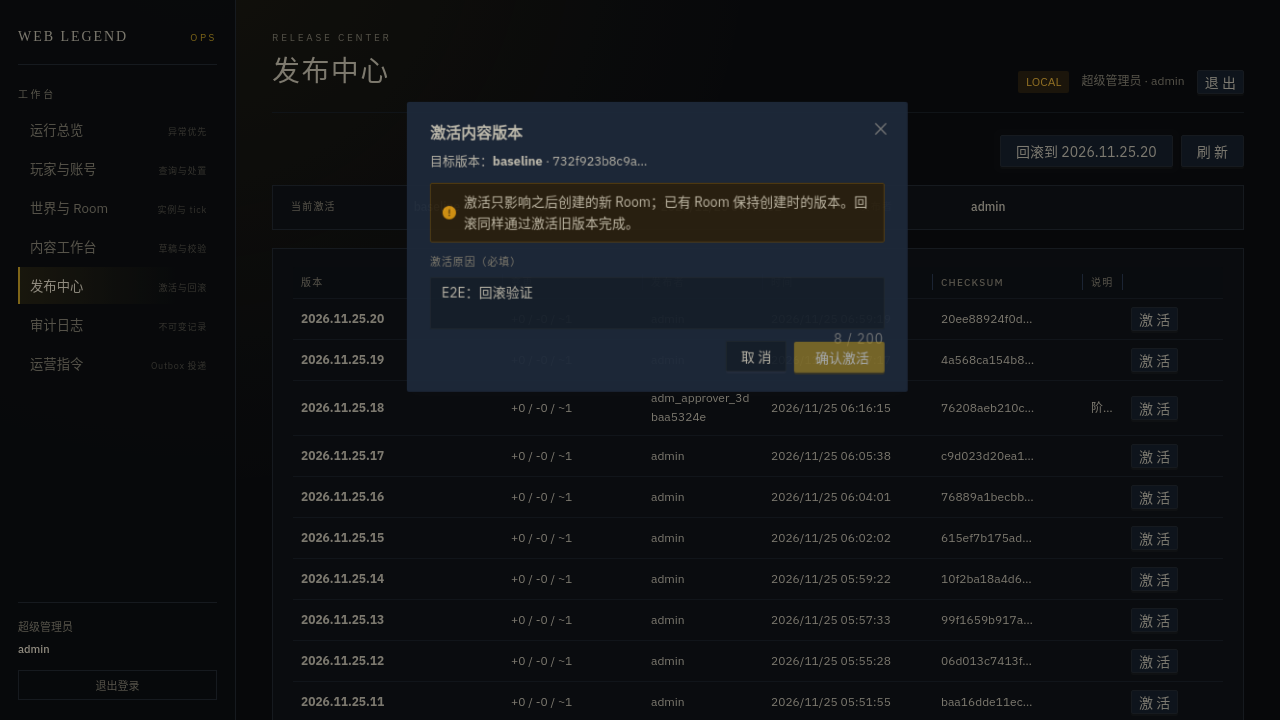 WEB LEGEND
OPS
工作台
运行总览 异常优先
玩家与账号 查询与处置
世界与 Room 实例与 tick
内容工作台 草稿与校验
发布中心 激活与回滚
审计日志 不可变记录
运营指令 Outbox 投递
超级管理员
admin
退出登录
RELEASE CENTER
发布中心
LOCAL 超级管理员 · admin 退 出
回滚到 2026.11.25.20 刷 新
当前激活 admin
激活内容版本
目标版本：baseline · 732f923b8c9a…
激活只影响之后创建的新 Room；已有 Room 保持创建时的版本。回
滚同样通过激活旧版本完成。
激活原因（必填）
E2E：回滚验证
8 / 200
取 消 确认激活
版本 CHECKSUM 说明
2026.11.25.20 20ee88924f0d… 激 活
2026.11.25.19 4a568ca154b8… 激 活
2026.11.25.18 +0 / -0 / ~1 adm_approver_3d
baa5324e 2026/11/25 06:16:15 76208aeb210c… 阶… 激 活
2026.11.25.17 +0 / -0 / ~1 admin 2026/11/25 06:05:38 c9d023d20ea1… 激 活
2026.11.25.16 +0 / -0 / ~1 admin 2026/11/25 06:04:01 76889a1becbb… 激 活
2026.11.25.15 +0 / -0 / ~1 admin 2026/11/25 06:02:02 615ef7b175ad… 激 活
2026.11.25.14 +0 / -0 / ~1 admin 2026/11/25 05:59:22 10f2ba18a4d6… 激 活
2026.11.25.13 +0 / -0 / ~1 admin 2026/11/25 05:57:33 99f1659b917a… 激 活
2026.11.25.12 +0 / -0 / ~1 admin 2026/11/25 05:55:28 06d013c7413f… 激 活
2026.11.25.11 +0 / -0 / ~1 admin 2026/11/25 05:51:55 baa16dde11ec… 激 活